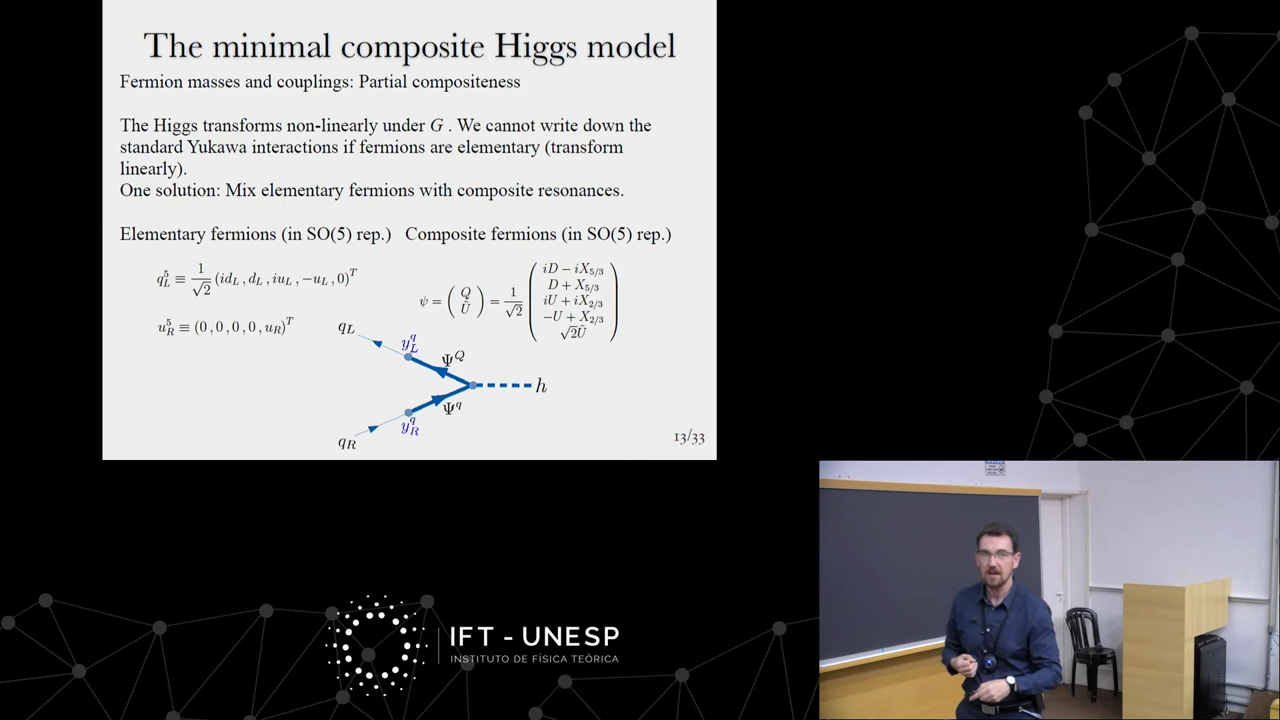 The minimal composite Higgs model
Fermion masses and couplings: Partial compositeness
The Higgs transforms non-linearly under G . We cannot write down the
standard Yukawa interactions if fermions are elementary (transform
linearly).
One solution: Mix elementary fermions with composite resonances.
Elementary fermions (in SO(5) rep.) Composite fermions (in SO(5) rep.)
q_L^5 ≡ 1/√2 (id_L , d_L , iu_L , −u_L , 0)^T
u_R^5 ≡ (0 , 0 , 0 , 0 , u_R)^T
ψ = ( Q Ũ ) = 1/√2 ( iD − iX_{5/3} D + X_{5/3} iU + iX_{2/3} −U + X_{2/3} √2Ũ )
q_L
y_L^q
Ψ^Q
h
Ψ^q
y_R^q
q_R
13/33
IFT - UNESP
INSTITUTO DE FÍSICA TEÓRICA